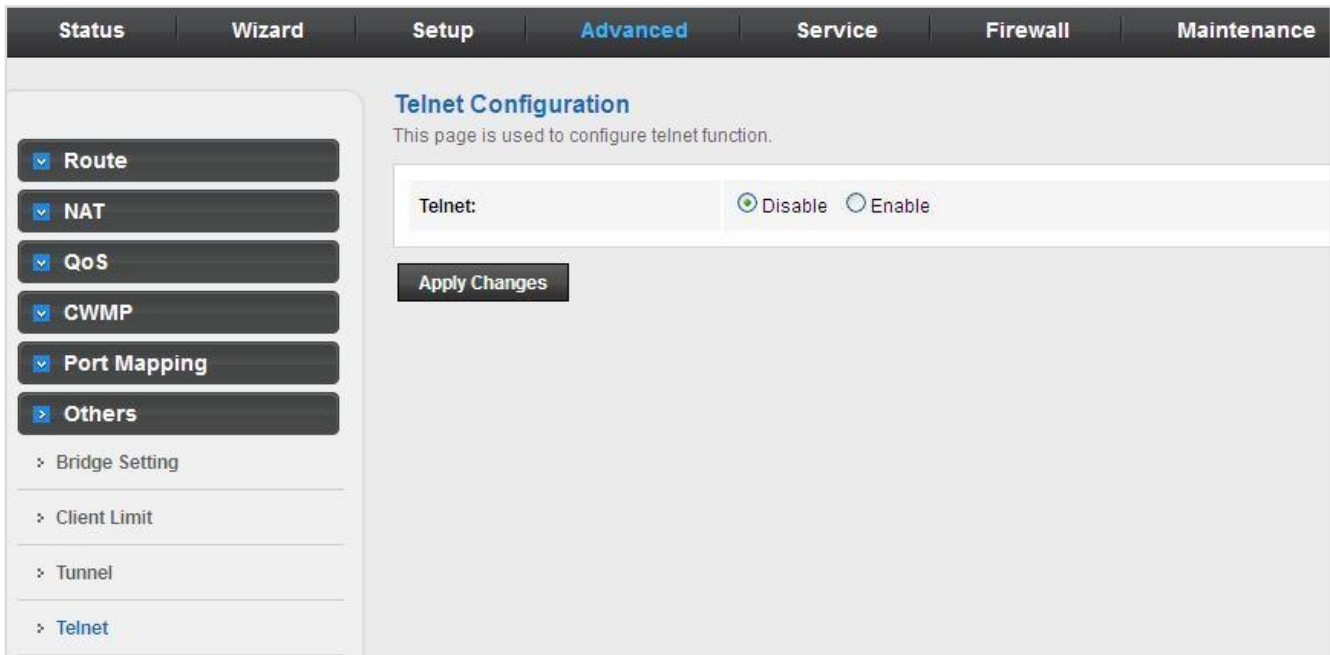 Status Wizard Setup Advanced Service Firewall Maintenance
Route
NAT
QoS
CWMP
Port Mapping
Others
Bridge Setting
Client Limit
Tunnel
Telnet
Telnet Configuration
This page is used to configure telnet function.
Telnet: Disable Enable
Apply Changes